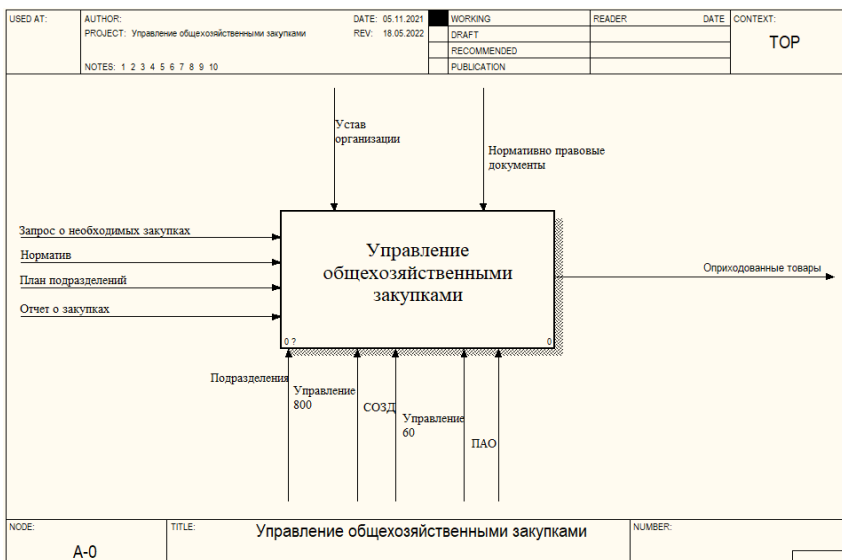 USED AT:
AUTHOR:
DATE: 05.11.2021
WORKING
READER
DATE
CONTEXT:
PROJECT: Управление общехозяйственными закупками
REV: 18.05.2022
DRAFT
TOP
RECOMMENDED
NOTES: 1 2 3 4 5 6 7 8 9 10
PUBLICATION
Устав
организации
Нормативно правовые
документы
Запрос о необходимых закупках
Норматив
План подразделений
Отчет о закупках
Управление
общехозяйственными
закупками
0 ?
0
Оприходованные товары
Подразделения
Управление
800
СОЗД
Управление
60
ПАО
NODE:
TITLE:
Управление общехозяйственными закупками
NUMBER:
A-0